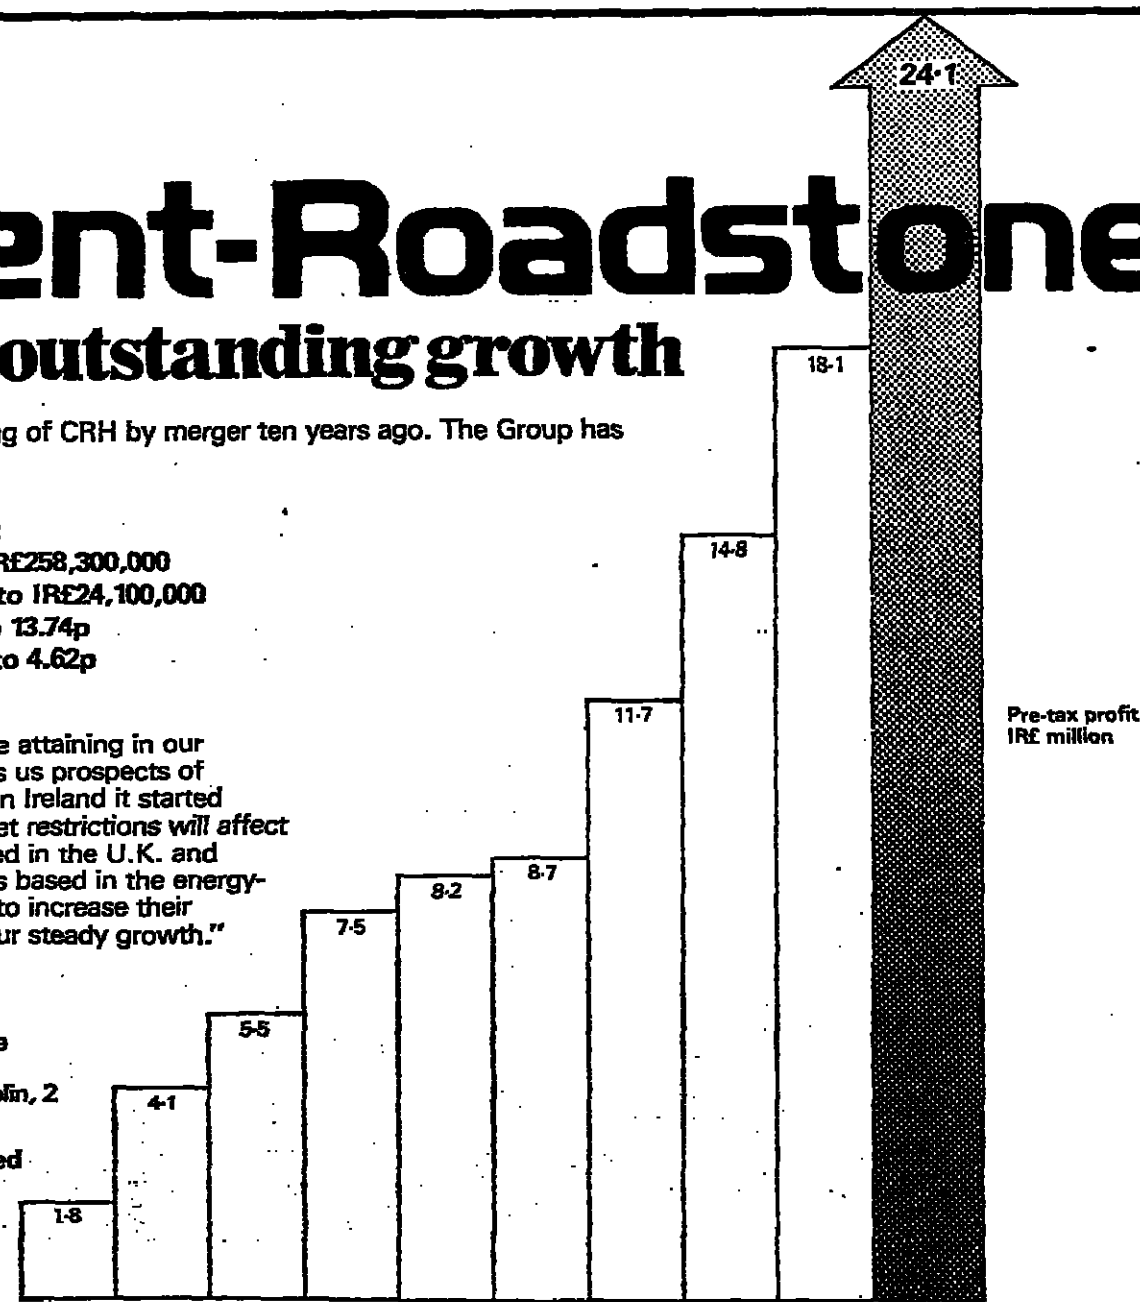 24·1
ent-Roadstone
outstanding growth
g of CRH by merger ten years ago. The Group has
R£258,300,000
to IR£24,100,000
13.74p
to 4.62p
e attaining in our
s us prospects of
n Ireland it started
et restrictions will affect
ed in the U.K. and
s based in the energy-
to increase their
ur steady growth."
lin, 2
ed
1·8
4·1
5·5
7·5
8·2
8·7
11·7
14·8
18·1
Pre-tax profit
IR£ million